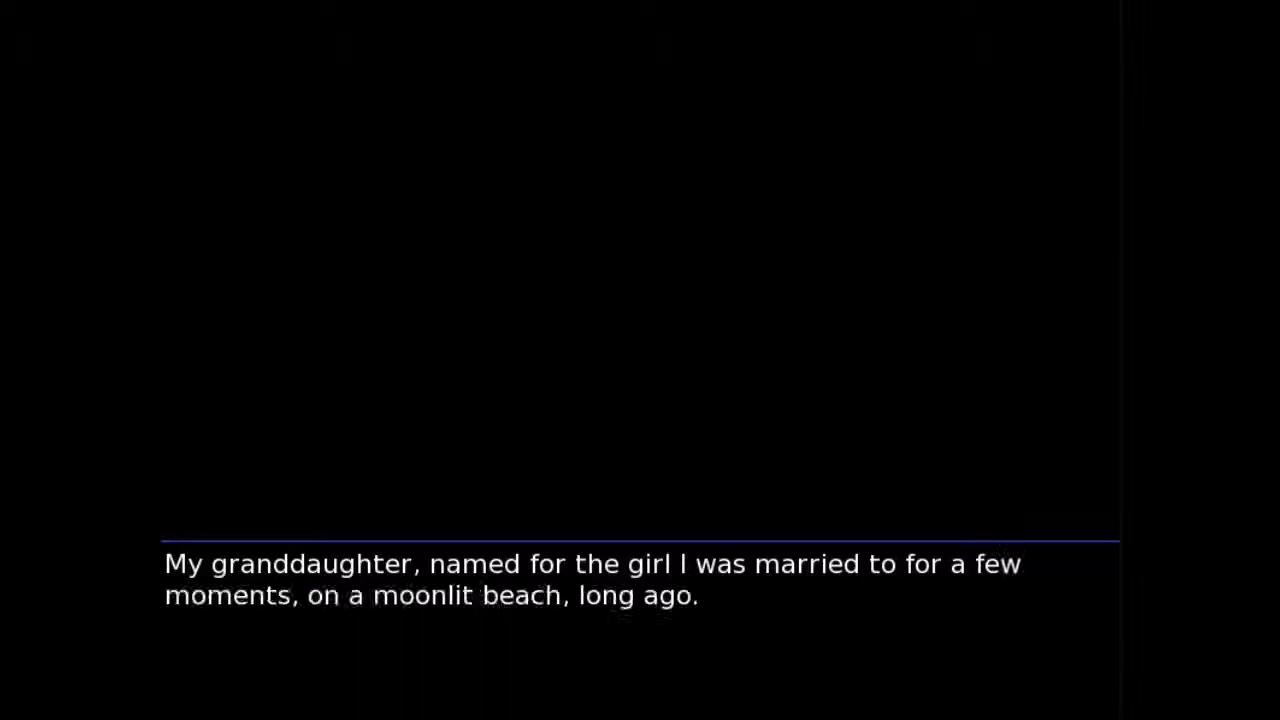 My granddaughter, named for the girl I was married to for a few
moments, on a moonlit beach, long ago.